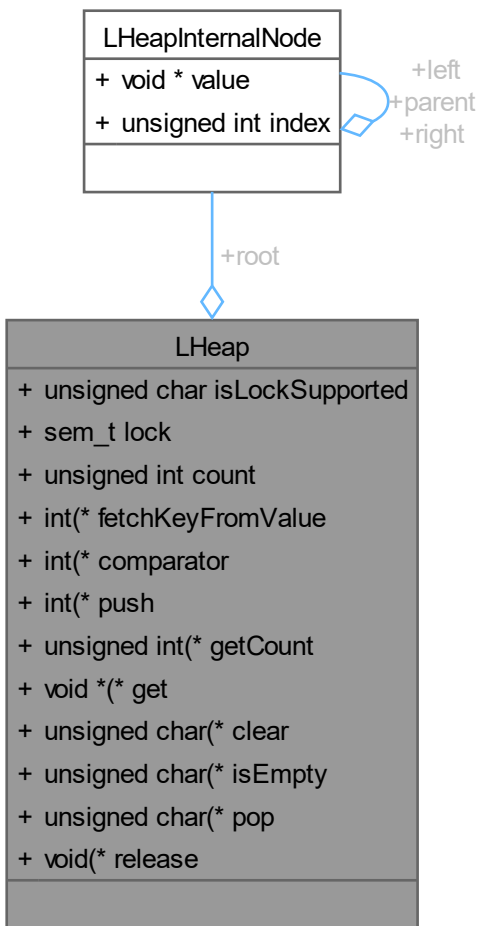 LHeapInternalNode
+ void * value
+ unsigned int index
+left
+parent
+right
+root
LHeap
+ unsigned char isLockSupported
+ sem_t lock
+ unsigned int count
+ int(* fetchKeyFromValue
+ int(* comparator
+ int(* push
+ unsigned int(* getCount
+ void *(* get
+ unsigned char(* clear
+ unsigned char(* isEmpty
+ unsigned char(* pop
+ void(* release